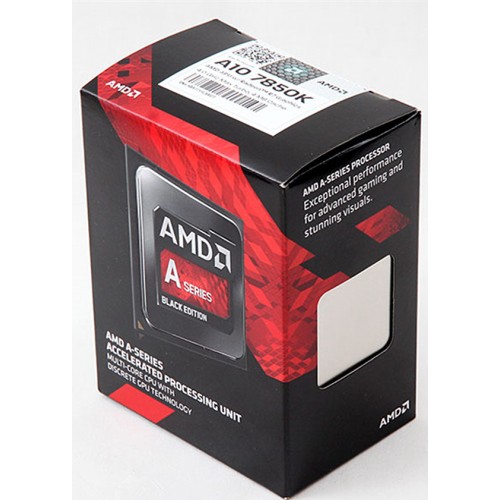 A10 7850K
AMD
AMD
AMD A-SERIES PROCESSOR
Exceptional performance
for advanced gaming and
stunning visuals.
AMD
A SERIES
BLACK EDITION
AMD A-SERIES
ACCELERATED PROCESSING UNIT
MULTI-CORE CPU WITH
DISCRETE GPU TECHNOLOGY
AMD